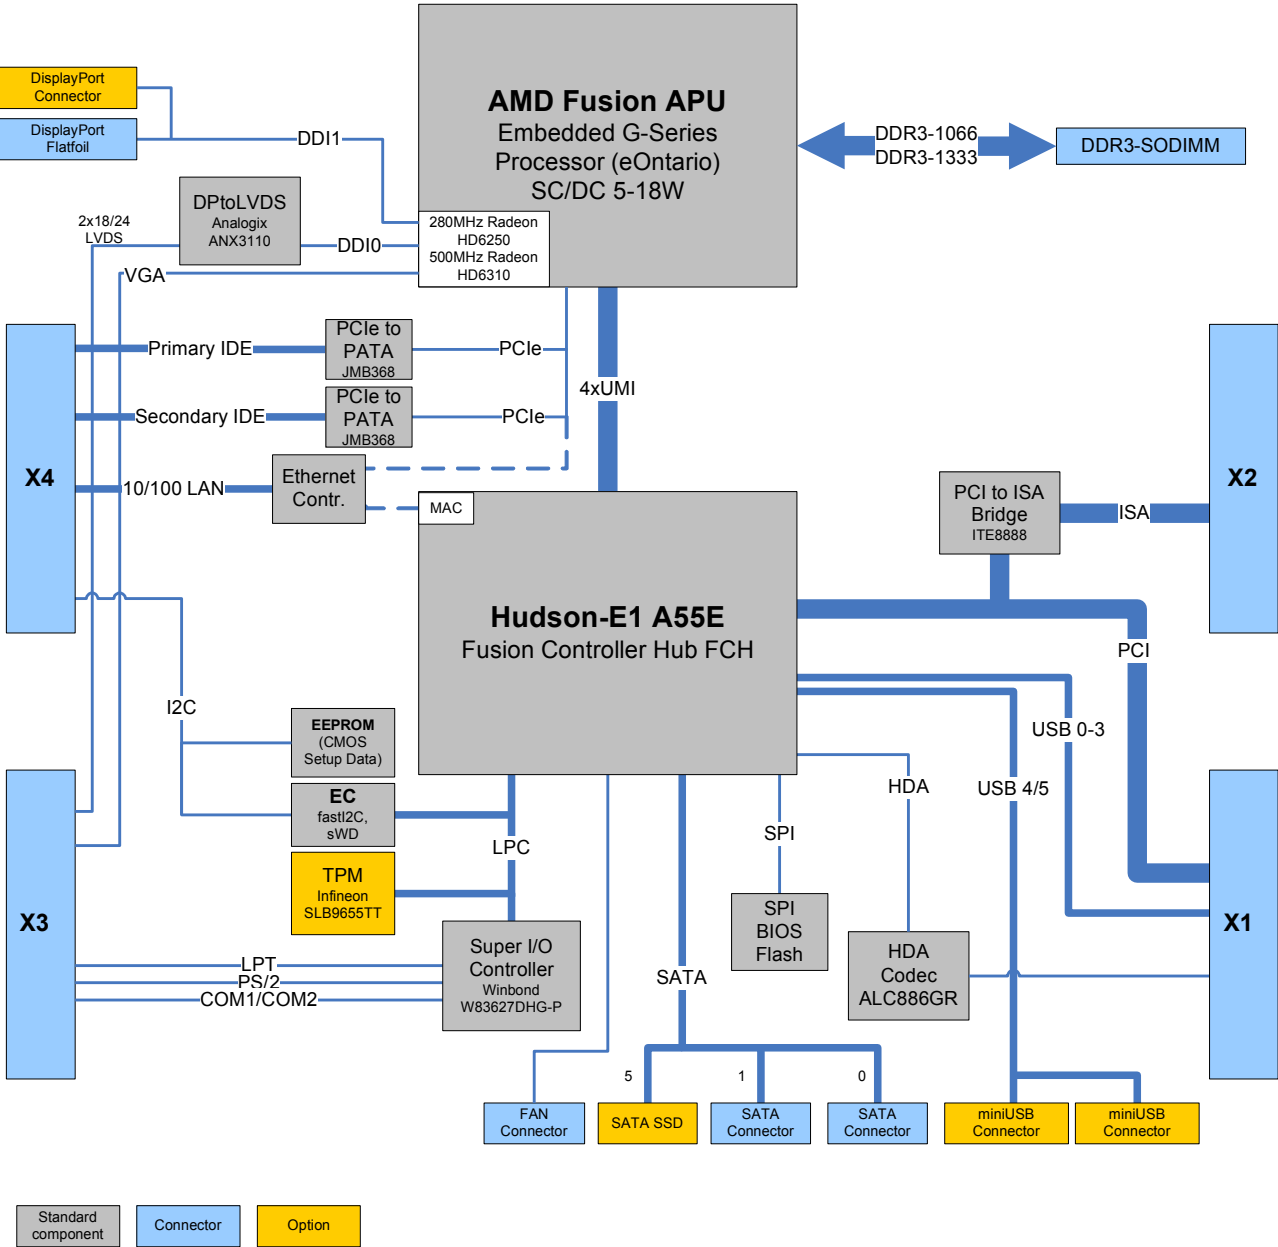 AMD Fusion APU
Embedded G-Series
Processor (eOntario)
SC/DC 5-18W
280MHz Radeon
HD6250
500MHz Radeon
HD6310
DisplayPort
Connector
DisplayPort
Flatfoil
DDI1
DDR3-1066
DDR3-1333
DDR3-SODIMM
2x18/24
LVDS
DPtoLVDS
Analogix
ANX3110
DDI0
VGA
Primary IDE
PCIe to
PATA
JMB368
PCIe
Secondary IDE
PCIe to
PATA
JMB368
PCIe
4xUMI
X4
10/100 LAN
Ethernet
Contr.
MAC
PCI to ISA
Bridge
ITE8888
ISA
X2
Hudson-E1 A55E
Fusion Controller Hub FCH
PCI
I2C
EEPROM
(CMOS
Setup Data)
EC
fastI2C,
sWD
TPM
Infineon
SLB9655TT
LPC
USB 0-3
USB 4/5
HDA
SPI
SPI
BIOS
Flash
HDA
Codec
ALC886GR
X3
X1
LPT
PS/2
COM1/COM2
Super I/O
Controller
Winbond
W83627DHG-P
SATA
5
1
0
FAN
Connector
SATA SSD
SATA
Connector
SATA
Connector
miniUSB
Connector
miniUSB
Connector
Standard
component
Connector
Option